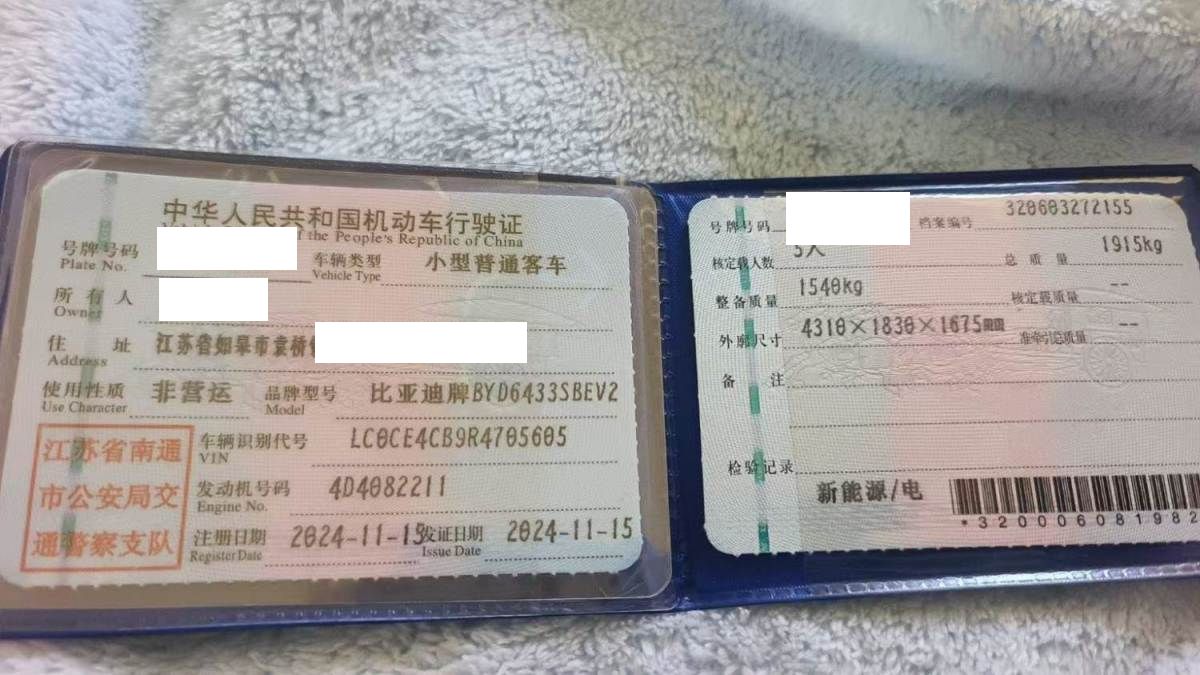 中华人民共和国机动车行驶证
of the People's Republic of China
号牌号码
Plate No.
车辆类型 小型普通客车
Vehicle Type
所有人
Owner
住址 江苏省如皋市袁桥
Address
使用性质 非营运 品牌型号 比亚迪牌BYD6433SBEV2
Use Character Model
江苏省南通
市公安局交
通警察支队
车辆识别代号 LC0CE4CB9R4705605
VIN
发动机号码 4D4082211
Engine No.
注册日期 2024-11-15 发证日期 2024-11-15
Register Date Issue Date
号牌号码 档案编号 320603272155
核定载人数 5人 总质量 1915kg
整备质量 1540kg 核定载质量 --
外廓尺寸 4310×1830×1675mm 准牵引总质量 --
备注
检验记录
新能源/电
*320006081982